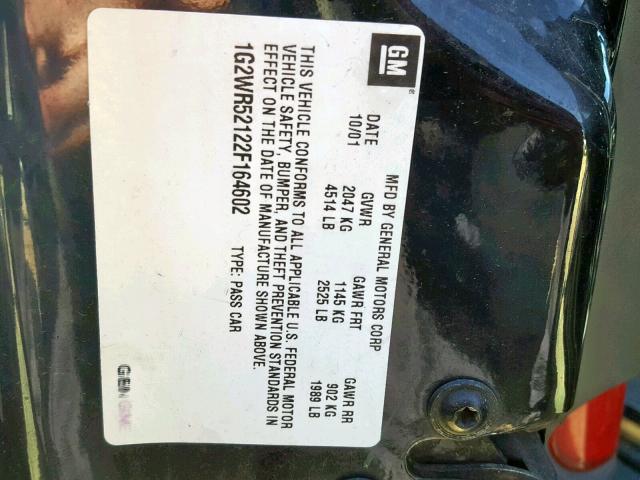 GM
MFD BY GENERAL MOTORS CORP
DATE GVWR GAWR FRT GAWR RR
10/01 2047 KG 1145 KG 902 KG
4514 LB 2525 LB 1989 LB
THIS VEHICLE CONFORMS TO ALL APPLICABLE U.S. FEDERAL MOTOR
VEHICLE SAFETY, BUMPER, AND THEFT PREVENTION STANDARDS IN
EFFECT ON THE DATE OF MANUFACTURE SHOWN ABOVE.
1G2WR52122F164602 TYPE: PASS CAR